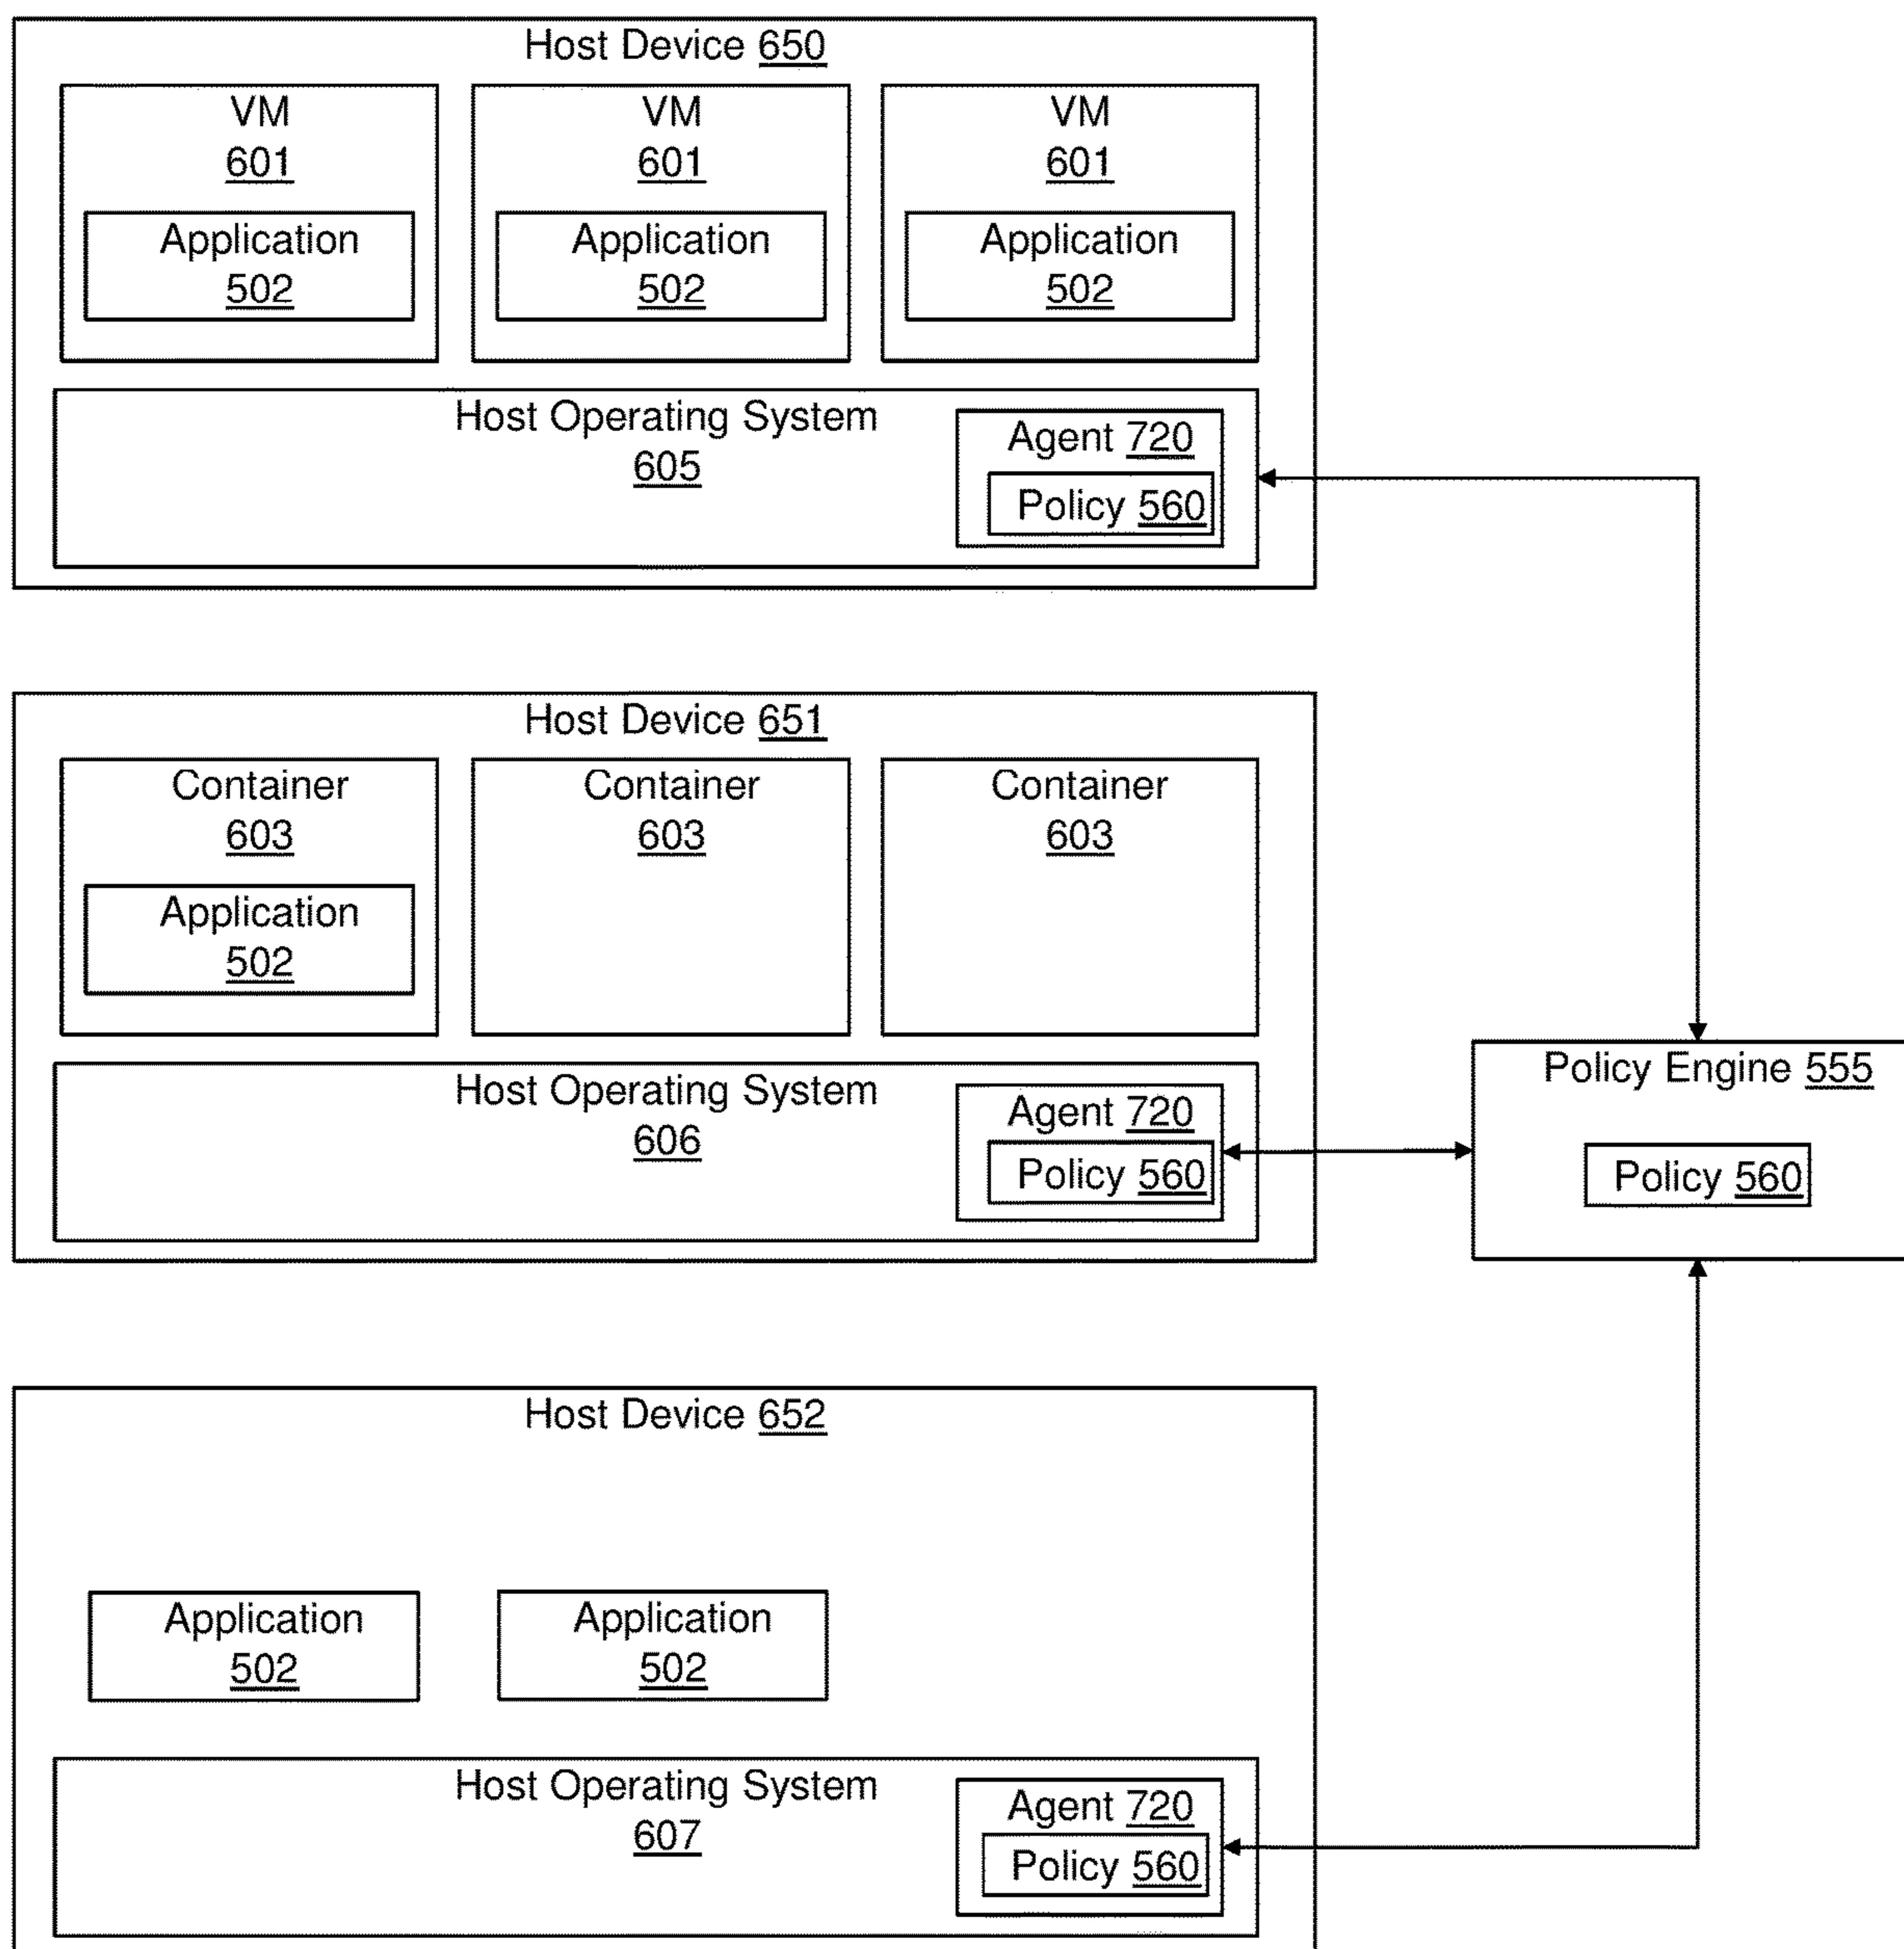 Host Device 650
VM
601
Application
502
VM
601
Application
502
VM
601
Application
502
Host Operating System
605
Agent 720
Policy 560
Host Device 651
Container
603
Application
502
Container
603
Container
603
Host Operating System
606
Agent 720
Policy 560
Policy Engine 555
Policy 560
Host Device 652
Application
502
Application
502
Host Operating System
607
Agent 720
Policy 560